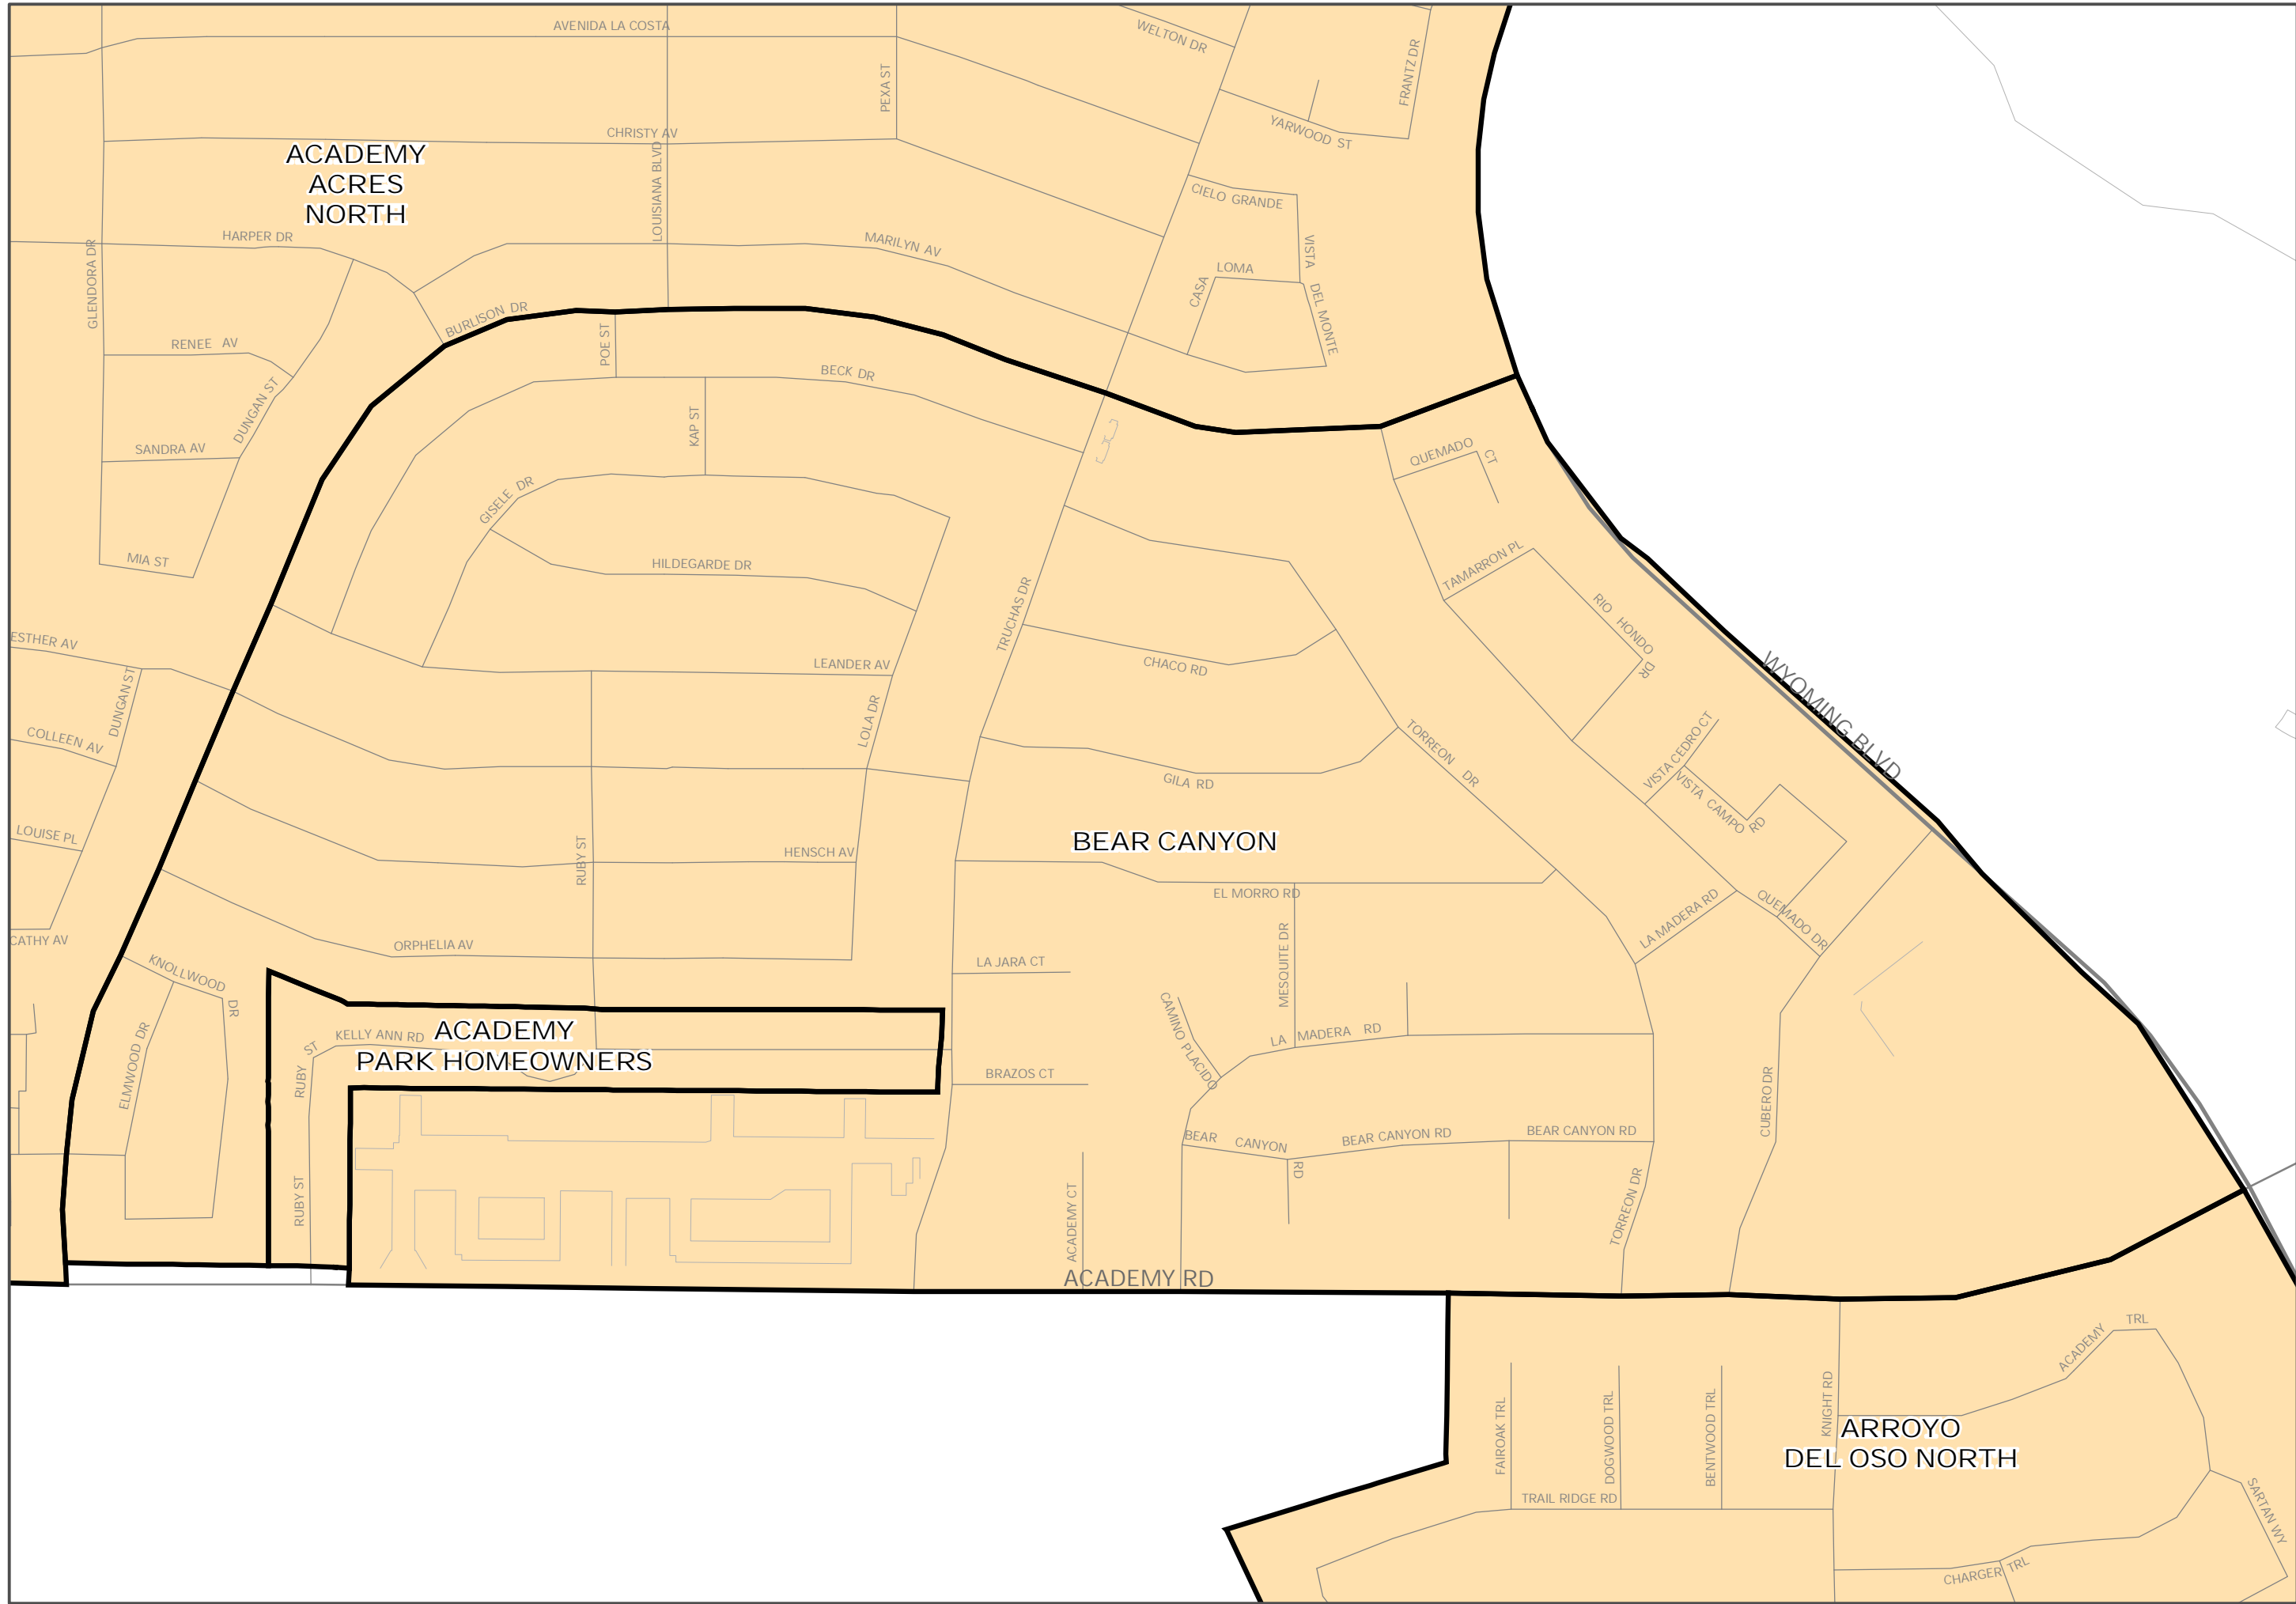 AVENIDA LA COSTA
WELTON DR
FRANTZ DR
PEXA ST
YARWOOD ST
CHRISTY AV
ACADEMY
ACRES
NORTH
LOUISIANA BLVD
CIELO GRANDE
HARPER DR
MARILYN AV
VISTA DEL MONTE
GLENDORA DR
CASA LOMA
BURLISON DR
RENEE AV
POE ST
BECK DR
DUNGAN ST
KAP ST
SANDRA AV
QUEMADO CT
GISELE DR
MIA ST
HILDEGARDE DR
TAMARRON PL
TRUCHAS DR
RIO HONDO DR
ESTHER AV
LEANDER AV
CHACO RD
WYOMING BLVD
DUNGAN ST
LOLA DR
COLLEEN AV
TORREON DR
VISTA CEDRO CT
GILA RD
VISTA CAMPO RD
LOUISE PL
BEAR CANYON
RUBY ST
HENSCH AV
EL MORRO RD
LA MADERA RD
QUEMADO DR
CATHY AV
ORPHELIA AV
KNOLLWOOD DR
LA JARA CT
MESQUITE DR
CAMINO PLACIDO
KELLY ANN RD
ACADEMY
PARK HOMEOWNERS
LA MADERA RD
ELMWOOD DR
RUBY ST
BRAZOS CT
CUBERO DR
BEAR CANYON RD
BEAR CANYON RD
BEAR CANYON RD
RUBY ST
ACADEMY CT
TORREON DR
ACADEMY RD
ACADEMY TRL
FAIROAK TRL
DOGWOOD TRL
BENTWOOD TRL
KNIGHT RD
ARROYO
DEL OSO NORTH
TRAIL RIDGE RD
SARTAN WY
CHARGER TRL